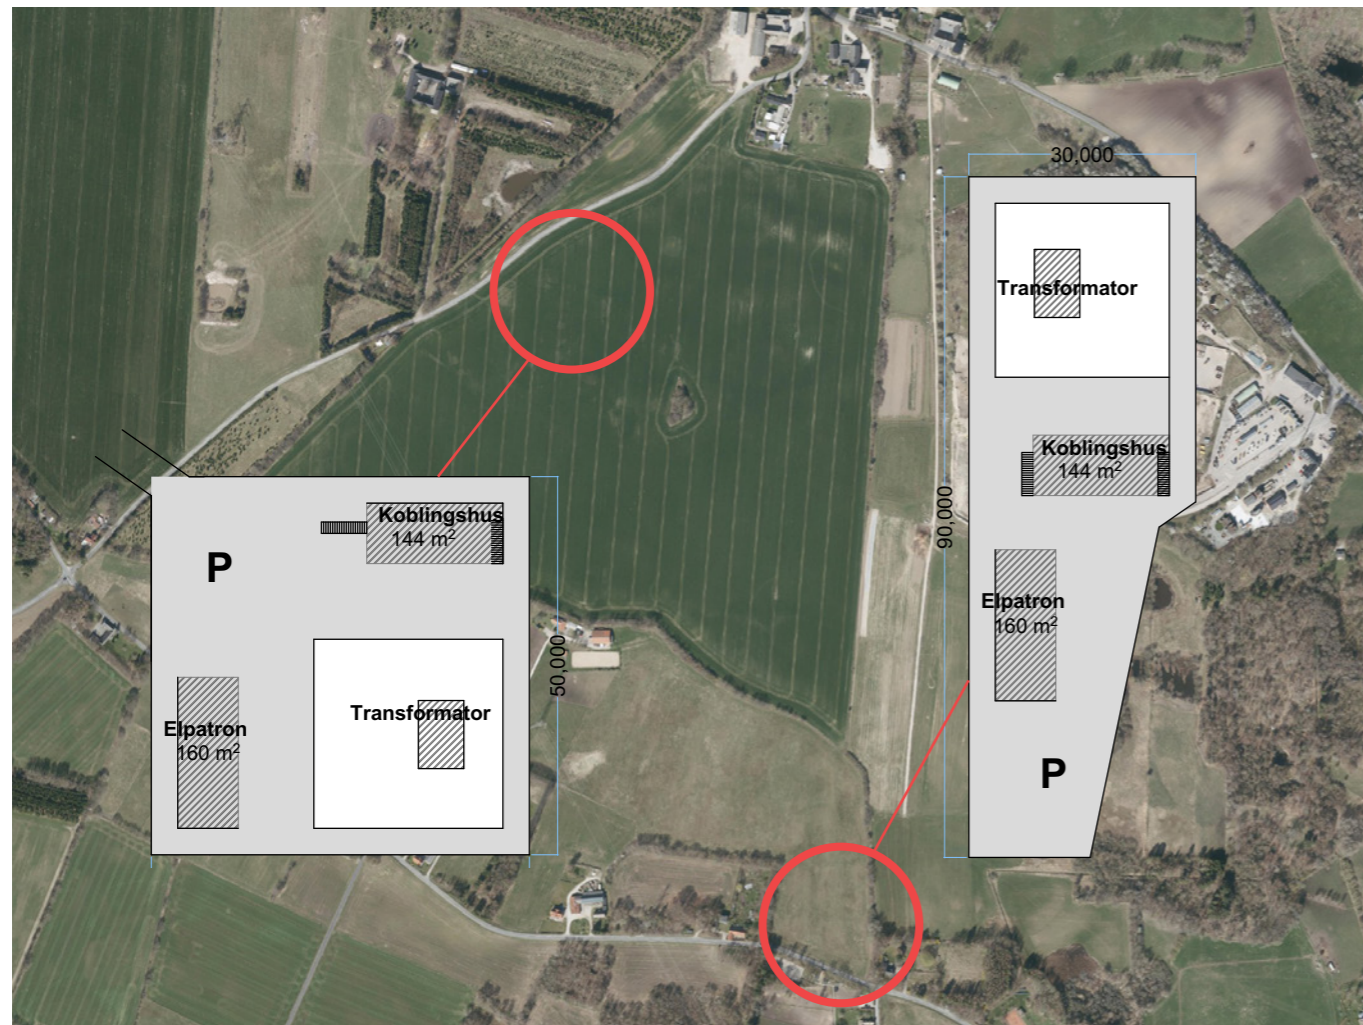 30,000
Transformator
Koblingshus
144 m²
90,000
Elpatron
160 m²
P
Koblingshus
144 m²
P
50,000
Transformator
Elpatron
160 m²